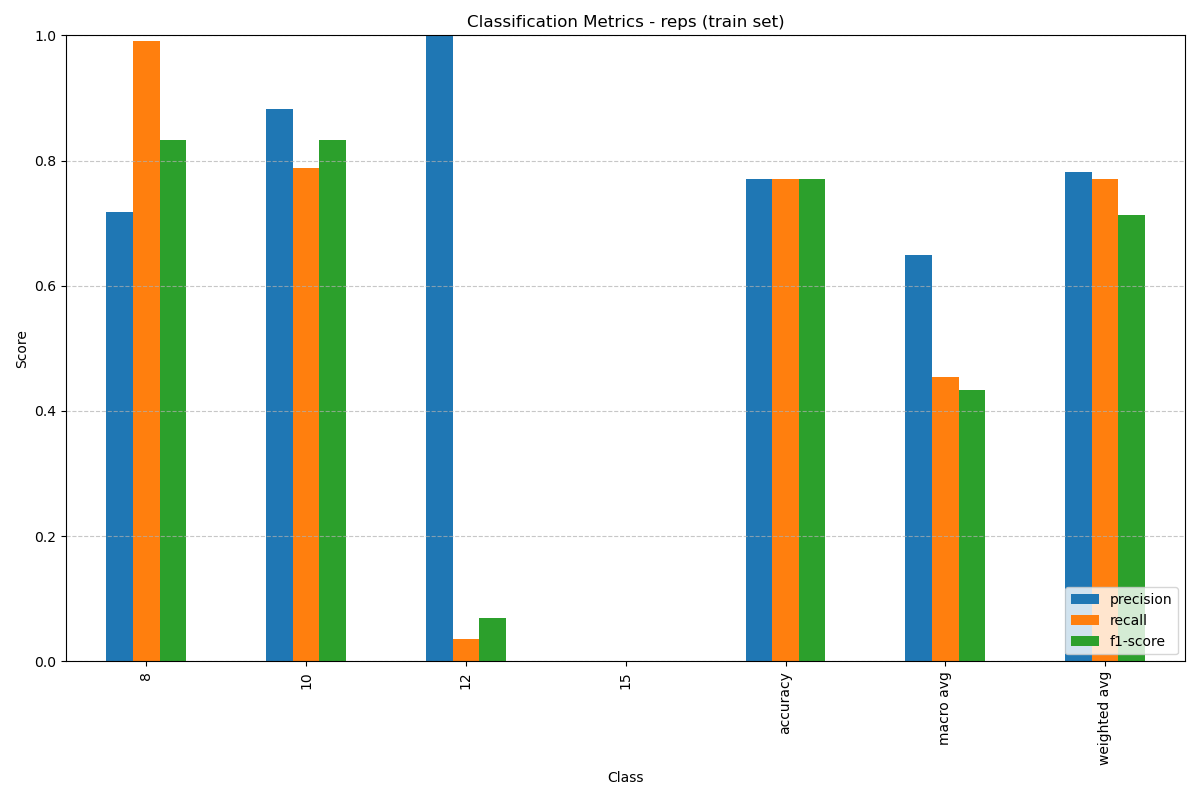 Classification Metrics - reps (train set)
1.0
0.8
0.6
0.4
0.2
0.0
Score
8
10
12
15
accuracy
macro avg
weighted avg
Class
precision
recall
f1-score